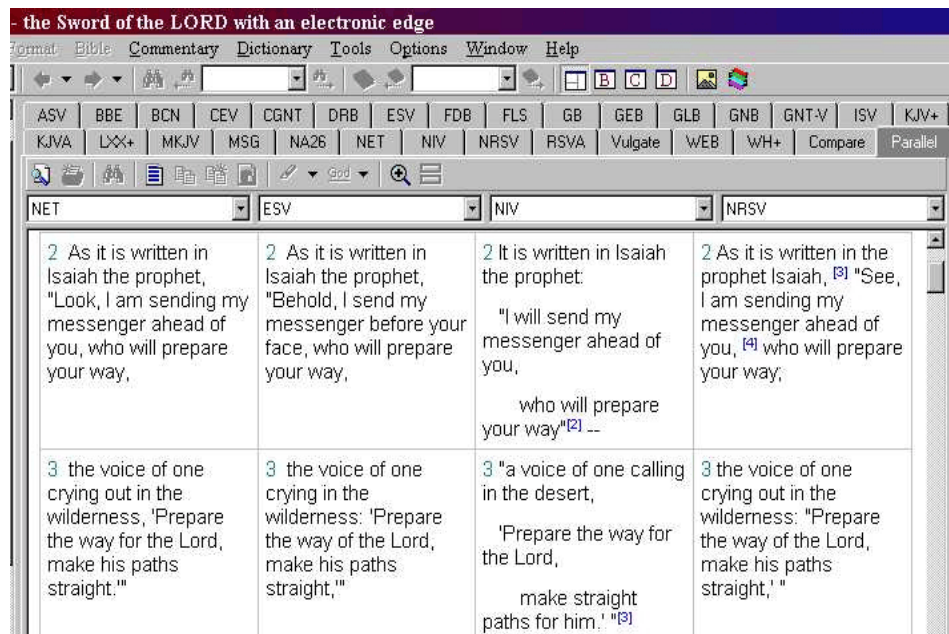 - the Sword of the LORD with an electronic edge
Format Bible Commentary Dictionary Tools Options Window Help
B C D
ASV BBE BCN CEV CGNT DRB ESV FDB FLS GB GEB GLB GNB GNT-V ISV KJV+
KJVA LXX+ MKJV MSG NA26 NET NIV NRSV RSVA Vulgate WEB WH+ Compare Parallel
God
NET ESV NIV NRSV
2 As it is written in
Isaiah the prophet,
"Look, I am sending my
messenger ahead of
you, who will prepare
your way,
2 As it is written in
Isaiah the prophet,
"Behold, I send my
messenger before your
face, who will prepare
your way,
2 It is written in Isaiah
the prophet:
"I will send my
messenger ahead of
you,
who will prepare
your way"[2] --
2 As it is written in the
prophet Isaiah, [3] "See,
I am sending my
messenger ahead of
you, [4] who will prepare
your way;
3 the voice of one
crying out in the
wilderness, 'Prepare
the way for the Lord,
make his paths
straight.'"
3 the voice of one
crying in the
wilderness: 'Prepare
the way of the Lord,
make his paths
straight,'"
3 "a voice of one calling
in the desert,
'Prepare the way for
the Lord,
make straight
paths for him.' "[3]
3 the voice of one
crying out in the
wilderness: "Prepare
the way of the Lord,
make his paths
straight,' "